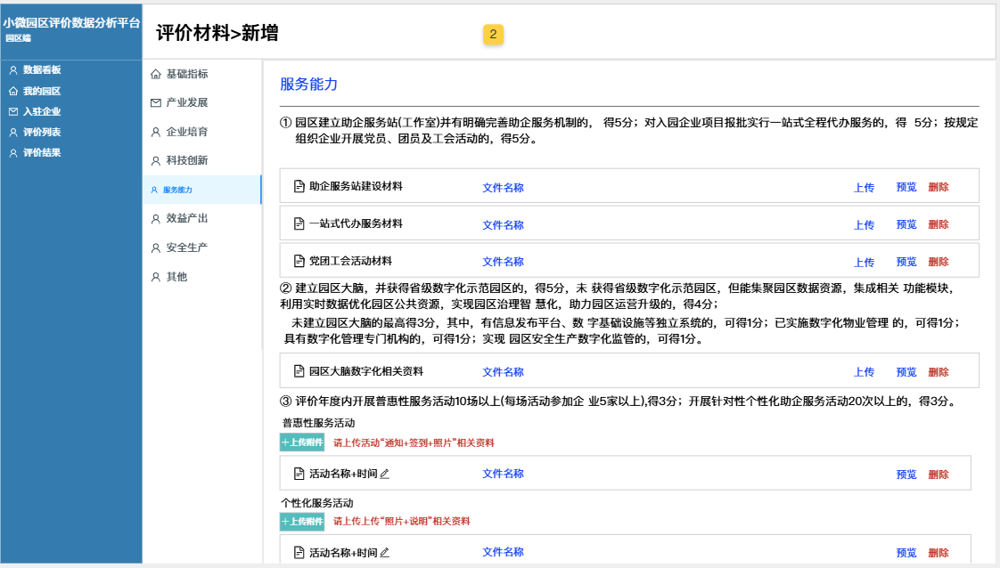 小微园区评价数据分析平台
园区端
数据看板
我的园区
入驻企业
评价列表
评价结果
评价材料>新增
2
基础指标
产业发展
企业培育
科技创新
服务能力
效益产出
安全生产
其他
服务能力
① 园区建立助企服务站(工作室)并有明确完善助企服务机制的， 得5分；对入园企业项目报批实行一站式全程代办服务的，得 5分；按规定
组织企业开展党员、团员及工会活动的，得5分。
助企服务站建设材料 文件名称 上传 预览 删除
一站式代办服务材料 文件名称 上传 预览 删除
党团工会活动材料 文件名称 上传 预览 删除
② 建立园区大脑，并获得省级数字化示范园区的，得5分，未 获得省级数字化示范园区，但能集聚园区数据资源，集成相关 功能模块，
利用实时数据优化园区公共资源，实现园区治理智 慧化，助力园区运营升级的，得4分；
未建立园区大脑的最高得3分，其中，有信息发布平台、数 字基础设施等独立系统的，可得1分；已实施数字化物业管理 的，可得1分；
具有数字化管理专门机构的，可得1分；实现 园区安全生产数字化监管的，可得1分。
园区大脑数字化相关资料 文件名称 上传 预览 删除
③ 评价年度内开展普惠性服务活动10场以上(每场活动参加企 业5家以上),得3分；开展针对性个性化助企服务活动20次以上的，得3分。
普惠性服务活动
+上传附件 请上传活动“通知+签到+照片”相关资料
活动名称+时间 文件名称 预览 删除
个性化服务活动
+上传附件 请上传上传“照片+说明”相关资料
活动名称+时间 文件名称 预览 删除